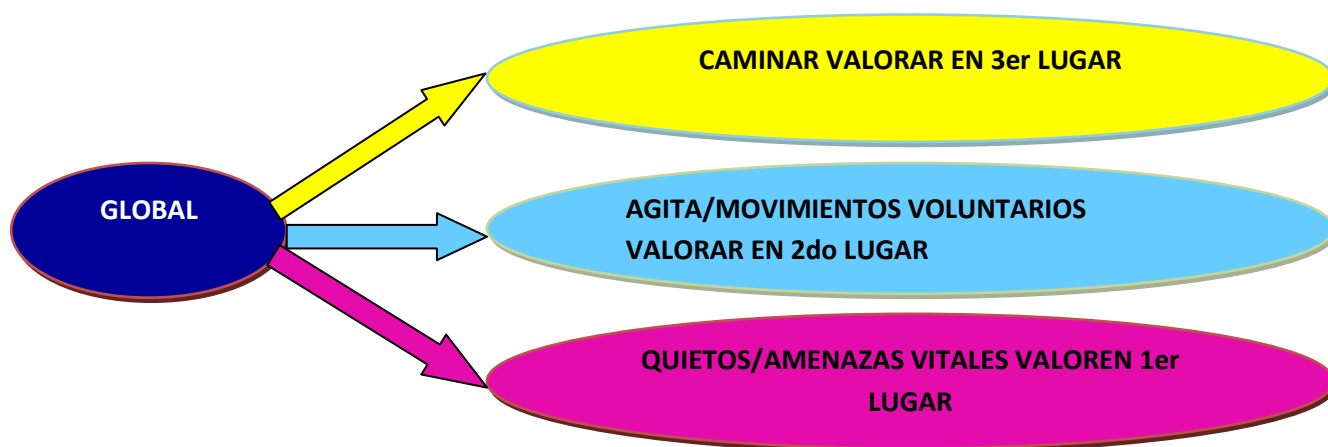 CAMINAR VALORAR EN 3er LUGAR
GLOBAL
AGITA/MOVIMIENTOS VOLUNTARIOS
VALORAR EN 2do LUGAR
QUIETOS/AMENAZAS VITALES VALOREN 1er
LUGAR